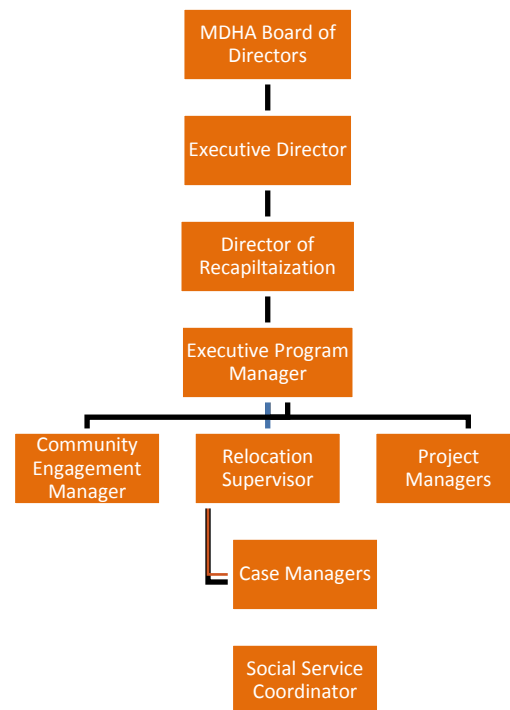 MDHA Board of
Directors
Executive Director
Director of
Recapiltaization
Executive Program
Manager
Community
Engagement
Manager
Relocation
Supervisor
Project
Managers
Case Managers
Social Service
Coordinator